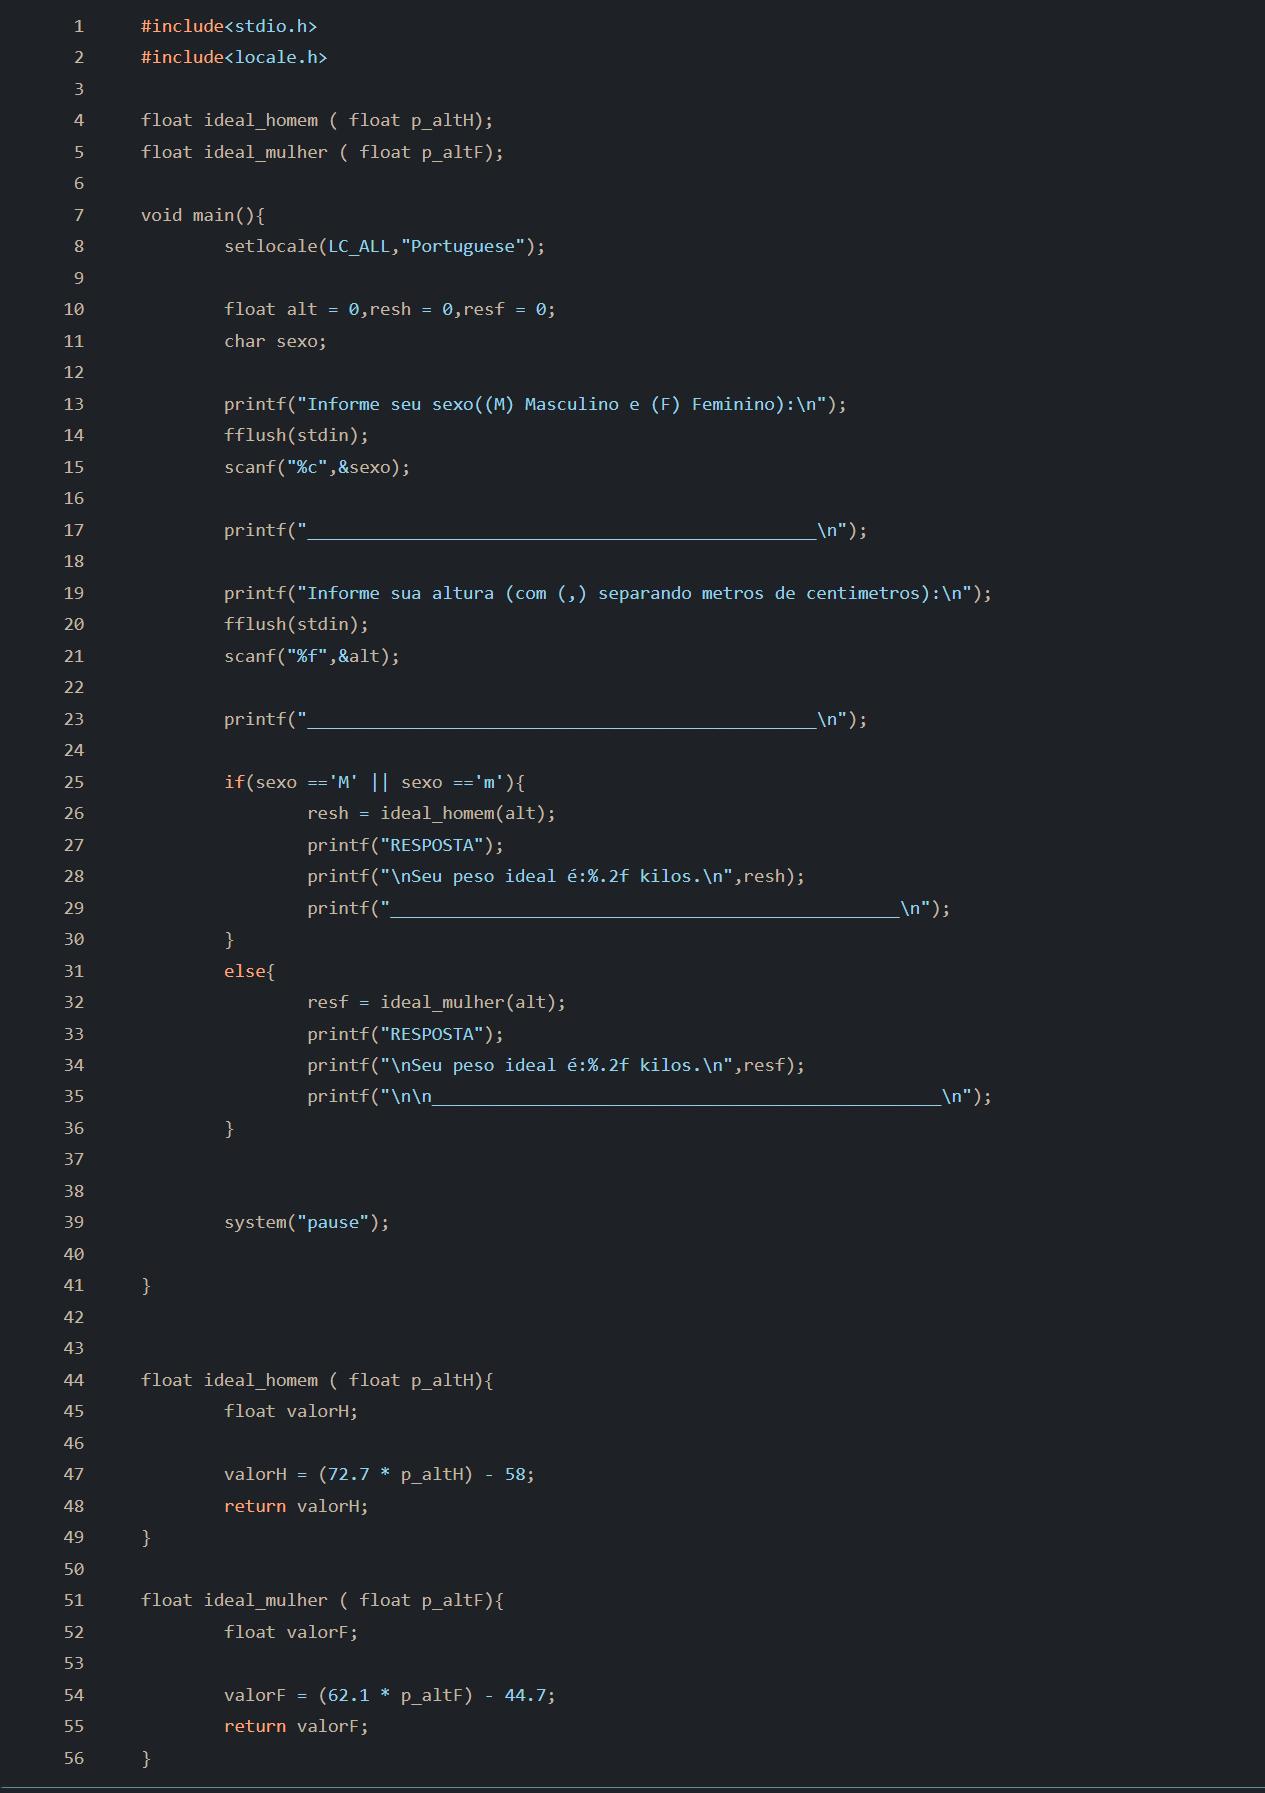 1 #include<stdio.h>
2 #include<locale.h>
3
4 float ideal_homem ( float p_altH);
5 float ideal_mulher ( float p_altF);
6
7 void main(){
8 setlocale(LC_ALL,"Portuguese");
9
10 float alt = 0,resh = 0,resf = 0;
11 char sexo;
12
13 printf("Informe seu sexo((M) Masculino e (F) Feminino):\n");
14 fflush(stdin);
15 scanf("%c",&sexo);
16
17 printf("_________________________________________________\n");
18
19 printf("Informe sua altura (com (,) separando metros de centimetros):\n");
20 fflush(stdin);
21 scanf("%f",&alt);
22
23 printf("_________________________________________________\n");
24
25 if(sexo =='M' || sexo =='m'){
26 resh = ideal_homem(alt);
27 printf("RESPOSTA");
28 printf("\nSeu peso ideal é:%.2f kilos.\n",resh);
29 printf("_________________________________________________\n");
30 }
31 else{
32 resf = ideal_mulher(alt);
33 printf("RESPOSTA");
34 printf("\nSeu peso ideal é:%.2f kilos.\n",resf);
35 printf("\n\n_________________________________________________\n");
36 }
37
38
39 system("pause");
40
41 }
42
43
44 float ideal_homem ( float p_altH){
45 float valorH;
46
47 valorH = (72.7 * p_altH) - 58;
48 return valorH;
49 }
50
51 float ideal_mulher ( float p_altF){
52 float valorF;
53
54 valorF = (62.1 * p_altF) - 44.7;
55 return valorF;
56 }